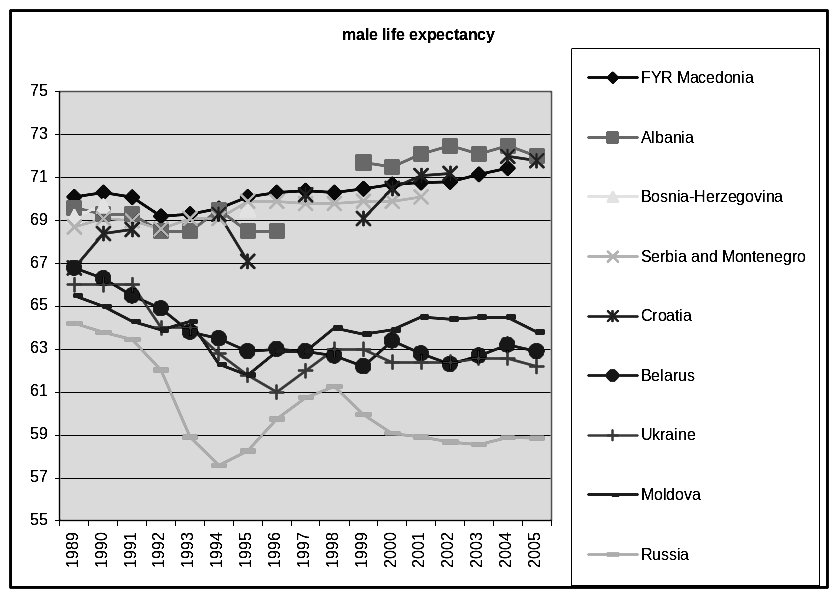 male life expectancy
75
73
71
69
67
65
63
61
59
57
55
1989
1990
1991
1992
1993
1994
1995
1996
1997
1998
1999
2000
2001
2002
2003
2004
2005
FYR Macedonia
Albania
Bosnia-Herzegovina
Serbia and Montenegro
Croatia
Belarus
Ukraine
Moldova
Russia